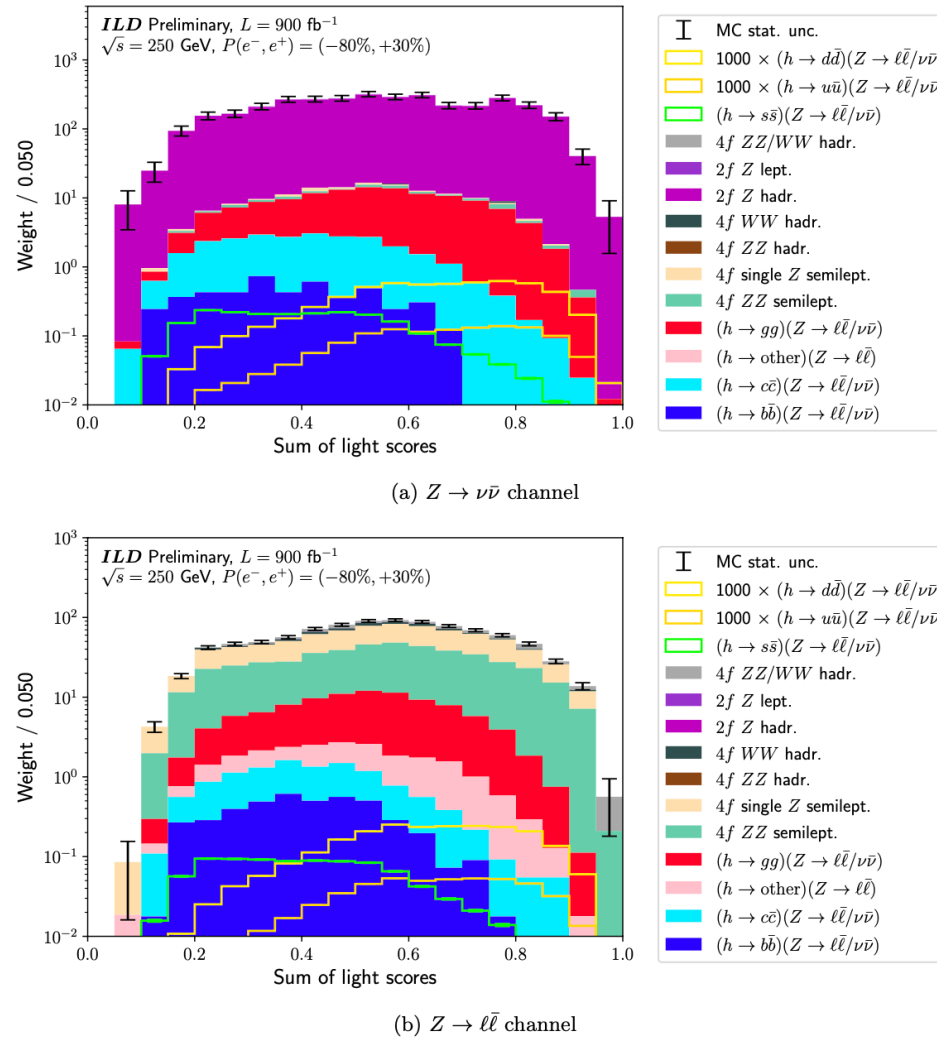 ILD Preliminary, L = 900 fb⁻¹
√s = 250 GeV, P(e⁻, e⁺) = (−80%, +30%)
10³
10²
10¹
10⁰
10⁻¹
10⁻²
Weight / 0.050
0.0 0.2 0.4 0.6 0.8 1.0
Sum of light scores
MC stat. unc.
1000 × (h → dd̄)(Z → ℓℓ̄/νν̄
1000 × (h → uū)(Z → ℓℓ̄/νν̄
(h → ss̄)(Z → ℓℓ̄/νν̄)
4f ZZ/WW hadr.
2f Z lept.
2f Z hadr.
4f WW hadr.
4f ZZ hadr.
4f single Z semilept.
4f ZZ semilept.
(h → gg)(Z → ℓℓ̄/νν̄)
(h → other)(Z → ℓℓ̄)
(h → cc̄)(Z → ℓℓ̄/νν̄)
(h → bb̄)(Z → ℓℓ̄/νν̄)
(a) Z → νν̄ channel
ILD Preliminary, L = 900 fb⁻¹
√s = 250 GeV, P(e⁻, e⁺) = (−80%, +30%)
10³
10²
10¹
10⁰
10⁻¹
10⁻²
Weight / 0.050
0.0 0.2 0.4 0.6 0.8 1.0
Sum of light scores
MC stat. unc.
1000 × (h → dd̄)(Z → ℓℓ̄/νν̄
1000 × (h → uū)(Z → ℓℓ̄/νν̄
(h → ss̄)(Z → ℓℓ̄/νν̄)
4f ZZ/WW hadr.
2f Z lept.
2f Z hadr.
4f WW hadr.
4f ZZ hadr.
4f single Z semilept.
4f ZZ semilept.
(h → gg)(Z → ℓℓ̄/νν̄)
(h → other)(Z → ℓℓ̄)
(h → cc̄)(Z → ℓℓ̄/νν̄)
(h → bb̄)(Z → ℓℓ̄/νν̄)
(b) Z → ℓℓ̄ channel